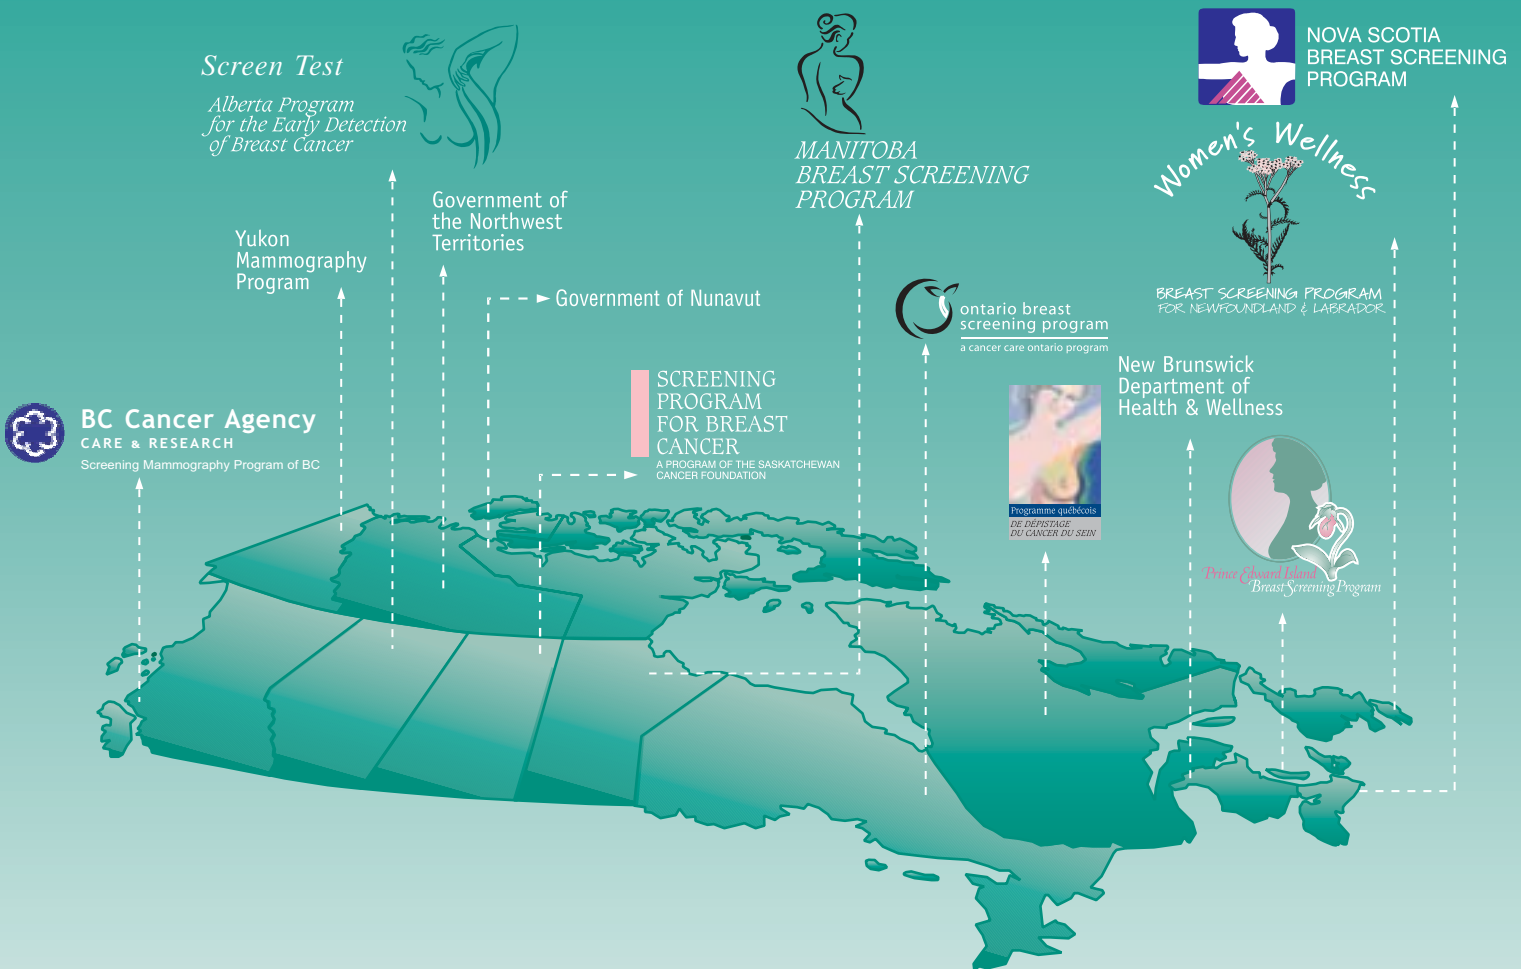 Screen Test
Alberta Program
for the Early Detection
of Breast Cancer
MANITOBA
BREAST SCREENING
PROGRAM
NOVA SCOTIA
BREAST SCREENING
PROGRAM
Women's Wellness
BREAST SCREENING PROGRAM
FOR NEWFOUNDLAND & LABRADOR
Government of
the Northwest
Territories
Yukon
Mammography
Program
Government of Nunavut
ontario breast
screening program
a cancer care ontario program
New Brunswick
Department of
Health & Wellness
SCREENING
PROGRAM
FOR BREAST
CANCER
A PROGRAM OF THE SASKATCHEWAN
CANCER FOUNDATION
BC Cancer Agency
CARE & RESEARCH
Screening Mammography Program of BC
Programme québécois
DE DÉPISTAGE
DU CANCER DU SEIN
Prince Edward Island
Breast Screening Program